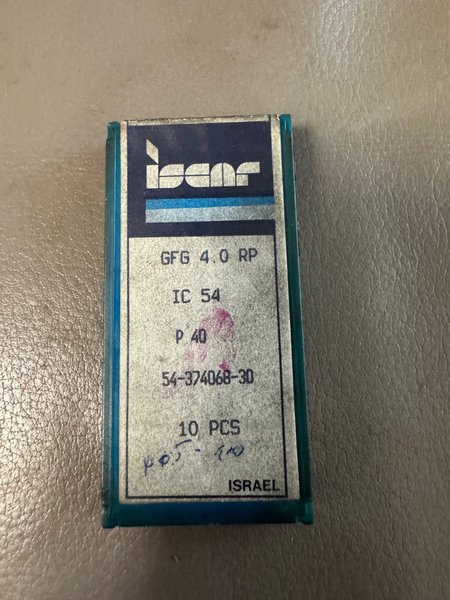 iscar
GFG 4.0 RP
IC 54
P 40
54-374068-30
10 PCS
ISRAEL